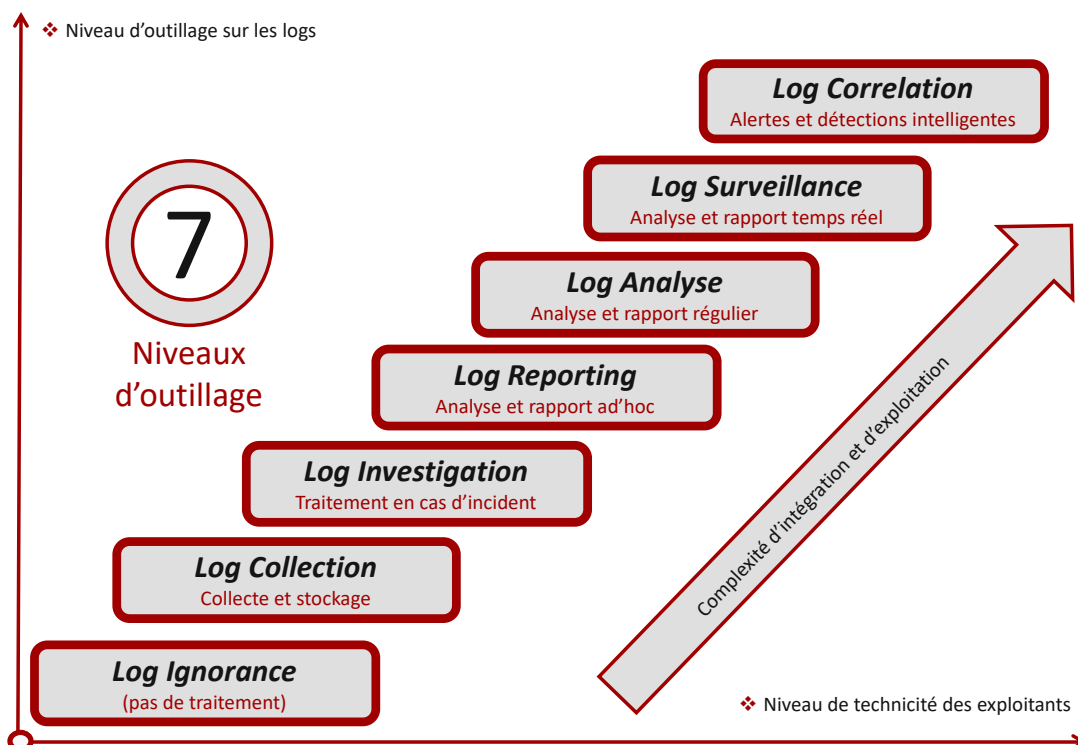 ❖ Niveau d'outillage sur les logs
Log Correlation
Alertes et détections intelligentes
Log Surveillance
Analyse et rapport temps réel
7
Niveaux
d'outillage
Log Analyse
Analyse et rapport régulier
Log Reporting
Analyse et rapport ad'hoc
Log Investigation
Traitement en cas d'incident
Log Collection
Collecte et stockage
Log Ignorance
(pas de traitement)
Complexité d'intégration et d'exploitation
❖ Niveau de technicité des exploitants